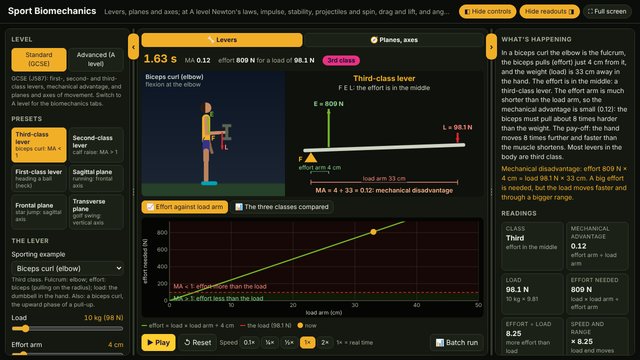 Sport Biomechanics
Levers, planes and axes; at A level Newton's laws, impulse, stability, projectiles and spin, drag and lift, and ang...
Hide controls
Hide readouts
Full screen
LEVEL
Standard (GCSE)
Advanced (A level)
GCSE (J587): first-, second- and third-class levers, mechanical advantage, and planes and axes of movement. Switch to A level for the biomechanics tabs.
PRESETS
Third-class lever
biceps curl: MA < 1
Second-class lever
calf raise: MA > 1
First-class lever
heading a ball (neck)
Sagittal plane
running: frontal axis
Frontal plane
star jump: sagittal axis
Transverse plane
golf swing: vertical axis
THE LEVER
Sporting example
Biceps curl (elbow)
Third class. Fulcrum: elbow; effort: biceps (pulling on the radius); load: the dumbbell in the hand. Also: a biceps curl, the upward phase of a pull-up.
Load
10 kg (98 N)
Effort arm
4 cm
Levers
Planes, axes
1.63 s
MA 0.12
effort 809 N for a load of 98.1 N
3rd class
Biceps curl (elbow)
flexion at the elbow
E
F
L
Third-class lever
F E L: the effort is in the middle
E = 809 N
L = 98.1 N
F
effort arm 4 cm
load arm 33 cm
MA = 4 ÷ 33 = 0.12: mechanical disadvantage
Effort against load arm
The three classes compared
effort needed (N)
800
600
400
200
0
MA < 1: effort more than the load
MA > 1: effort less than the load
0
10
20
30
40
50
load arm (cm)
effort = load × load arm ÷ 4 cm
the load (98.1 N)
now
Play
Reset
Speed
0.1×
¼×
½×
1×
2×
1× = real time
Batch run
WHAT'S HAPPENING
In a biceps curl the elbow is the fulcrum, the biceps pulls (effort) just 4 cm from it, and the weight (load) is 33 cm away in the hand. The effort is in the middle: a third-class lever. The effort arm is much shorter than the load arm, so the mechanical advantage is small (0.12): the biceps must pull about 8 times harder than the weight. The pay-off: the hand moves 8 times further and faster than the muscle shortens. Most levers in the body are third class.
Mechanical disadvantage: effort 809 N × 4 cm = load 98.1 N × 33 cm. A big effort is needed, but the load moves faster and through a bigger range.
READINGS
CLASS
Third
effort in the middle
MECHANICAL ADVANTAGE
0.12
effort arm ÷ load arm
LOAD
98.1 N
10 kg × 9.81
EFFORT NEEDED
809 N
load × load arm ÷ effort arm
EFFORT ÷ LOAD
8.25
more effort than load
SPEED AND RANGE
× 8.25
load end moves